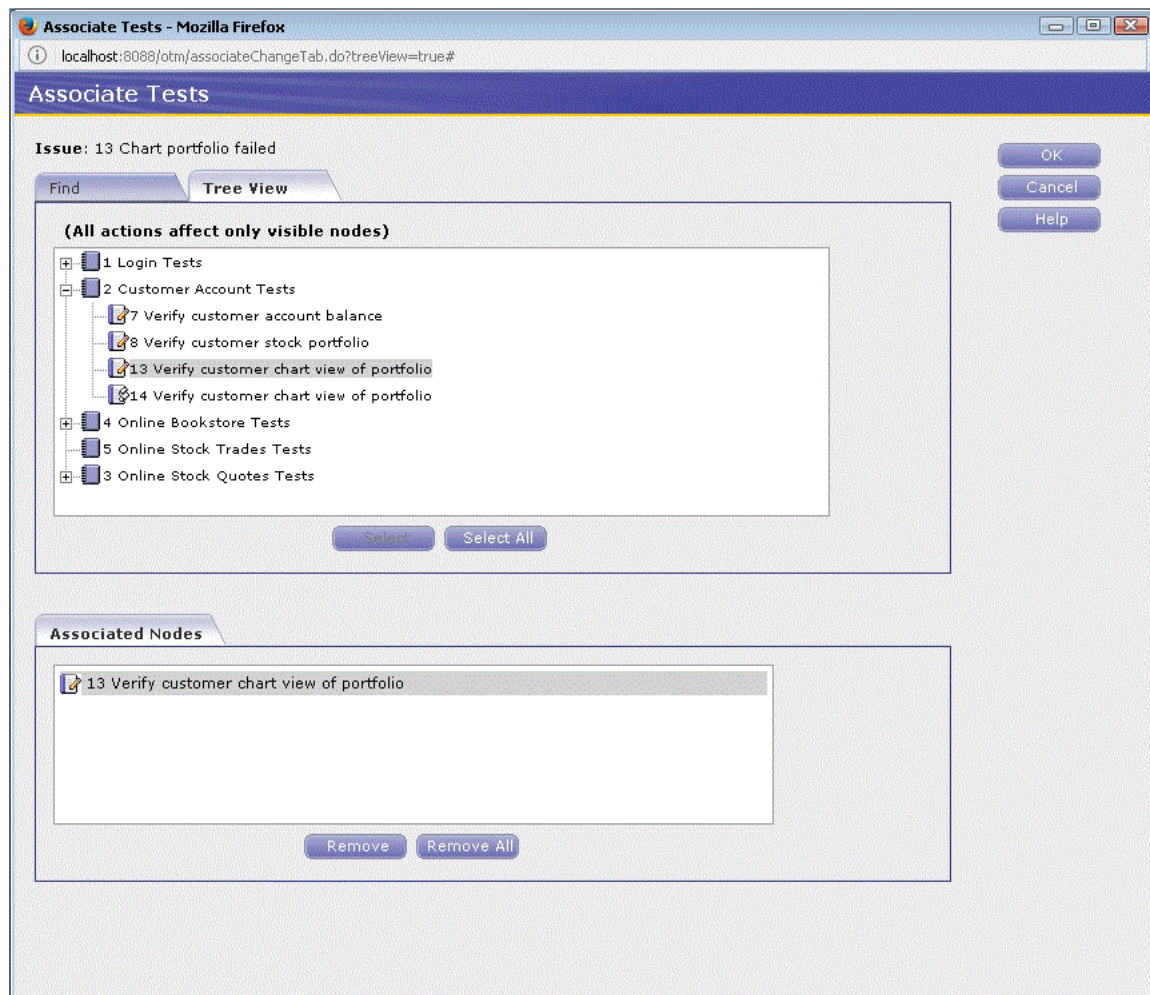 Associate Tests - Mozilla Firefox
localhost:8088/otm/associateChangeTab.do?treeView=true#
Associate Tests
Issue: 13 Chart portfolio failed
OK
Cancel
Help
Find
Tree View
(All actions affect only visible nodes)
1 Login Tests
2 Customer Account Tests
7 Verify customer account balance
8 Verify customer stock portfolio
13 Verify customer chart view of portfolio
14 Verify customer chart view of portfolio
4 Online Bookstore Tests
5 Online Stock Trades Tests
3 Online Stock Quotes Tests
Select
Select All
Associated Nodes
13 Verify customer chart view of portfolio
Remove
Remove All